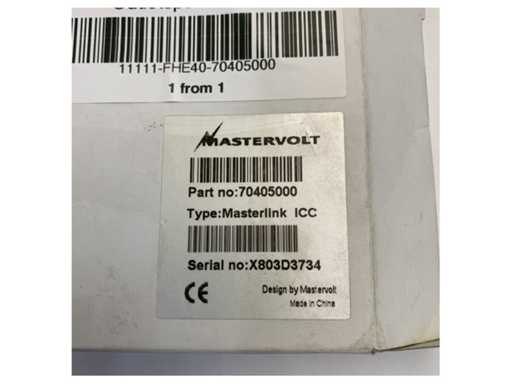 11111-FHE40-70405000
1 from 1
MASTERVOLT
Part no:70405000
Type:Masterlink ICC
Serial no:X803D3734
CE
Design by Mastervolt
Made in China